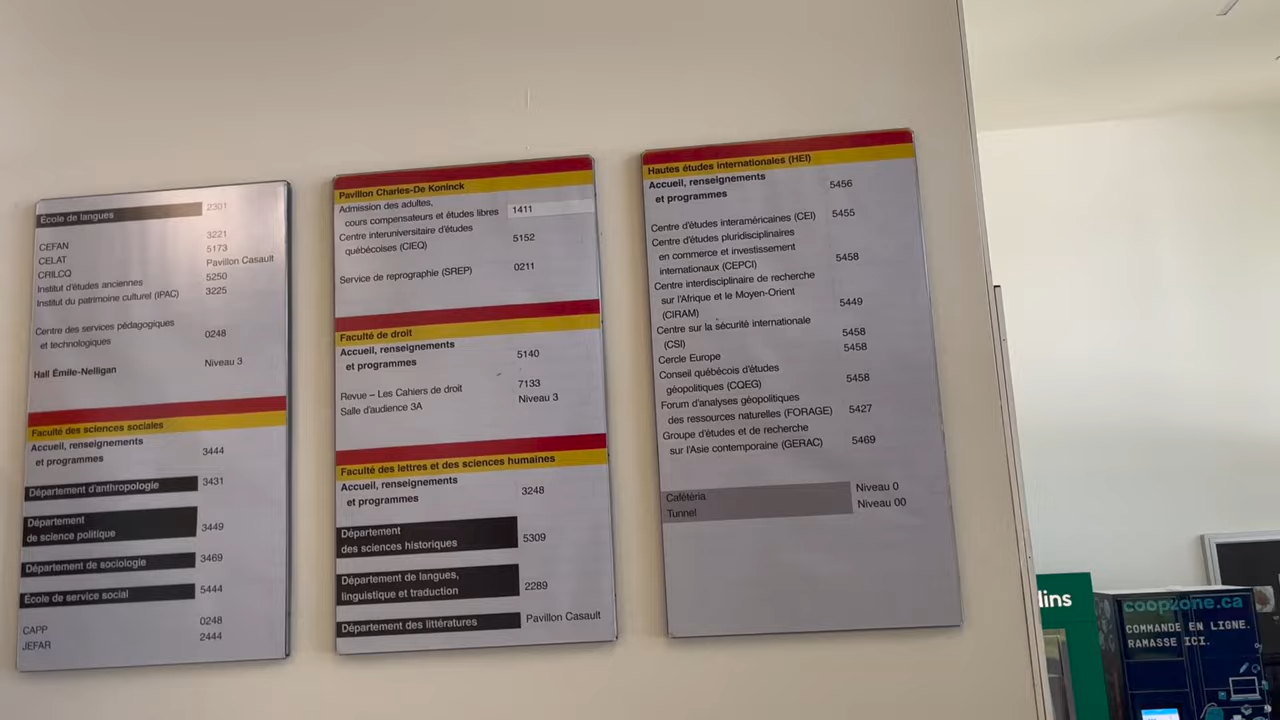 École de langues 2301
CEFAN 3221
CELAT 5173
CRILCQ Pavillon Casault
Institut d'études anciennes 5250
Institut du patrimoine culturel (IPAC) 3225
Centre des services pédagogiques
et technologiques 0248
Hall Émile-Nelligan Niveau 3
Faculté des sciences sociales
Accueil, renseignements
et programmes 3444
Département d'anthropologie 3431
Département
de science politique 3449
Département de sociologie 3469
École de service social 5444
CAPP 0248
JEFAR 2444
Pavillon Charles-De Koninck
Admission des adultes,
cours compensateurs et études libres 1411
Centre interuniversitaire d'études
québécoises (CIEQ) 5152
Service de reprographie (SREP) 0211
Faculté de droit
Accueil, renseignements
et programmes 5140
Revue – Les Cahiers de droit 7133
Salle d'audience 3A Niveau 3
Faculté des lettres et des sciences humaines
Accueil, renseignements
et programmes 3248
Département
des sciences historiques 5309
Département de langues,
linguistique et traduction 2289
Département des littératures Pavillon Casault
Hautes études internationales (HEI)
Accueil, renseignements
et programmes 5456
Centre d'études interaméricaines (CEI) 5455
Centre d'études pluridisciplinaires
en commerce et investissement
internationaux (CEPCI) 5458
Centre interdisciplinaire de recherche
sur l'Afrique et le Moyen-Orient
(CIRAM) 5449
Centre sur la sécurité internationale
(CSI) 5458
Cercle Europe 5458
Conseil québécois d'études
géopolitiques (CQEG) 5458
Forum d'analyses géopolitiques
des ressources naturelles (FORAGE) 5427
Groupe d'études et de recherche
sur l'Asie contemporaine (GERAC) 5469
Cafétéria Niveau 0
Tunnel Niveau 00
lins
coopzone.ca
COMMANDE EN LIGNE.
RAMASSE ICI.